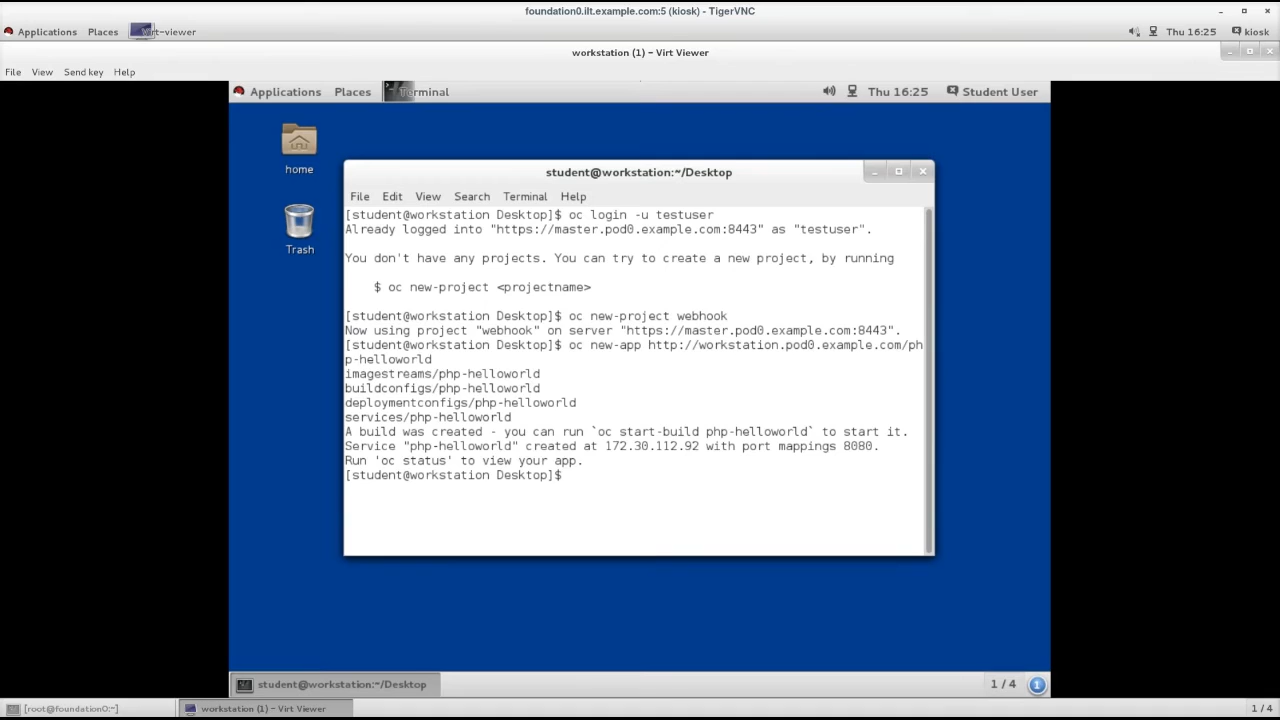 foundation0.ilt.example.com:5 (kiosk) - TigerVNC
Applications Places Virt-viewer Thu 16:25 kiosk
workstation (1) - Virt Viewer
File View Send key Help
Applications Places Terminal Thu 16:25 Student User
home
Trash
student@workstation:~/Desktop
File Edit View Search Terminal Help
[student@workstation Desktop]$ oc login -u testuser
Already logged into "https://master.pod0.example.com:8443" as "testuser".
You don't have any projects. You can try to create a new project, by running
$ oc new-project <projectname>
[student@workstation Desktop]$ oc new-project webhook
Now using project "webhook" on server "https://master.pod0.example.com:8443".
[student@workstation Desktop]$ oc new-app http://workstation.pod0.example.com/ph
p-helloworld
imagestreams/php-helloworld
buildconfigs/php-helloworld
deploymentconfigs/php-helloworld
services/php-helloworld
A build was created - you can run `oc start-build php-helloworld` to start it.
Service "php-helloworld" created at 172.30.112.92 with port mappings 8080.
Run 'oc status' to view your app.
[student@workstation Desktop]$
student@workstation:~/Desktop 1 / 4 1
[root@foundation0:~] workstation (1) - Virt Viewer 1 / 4